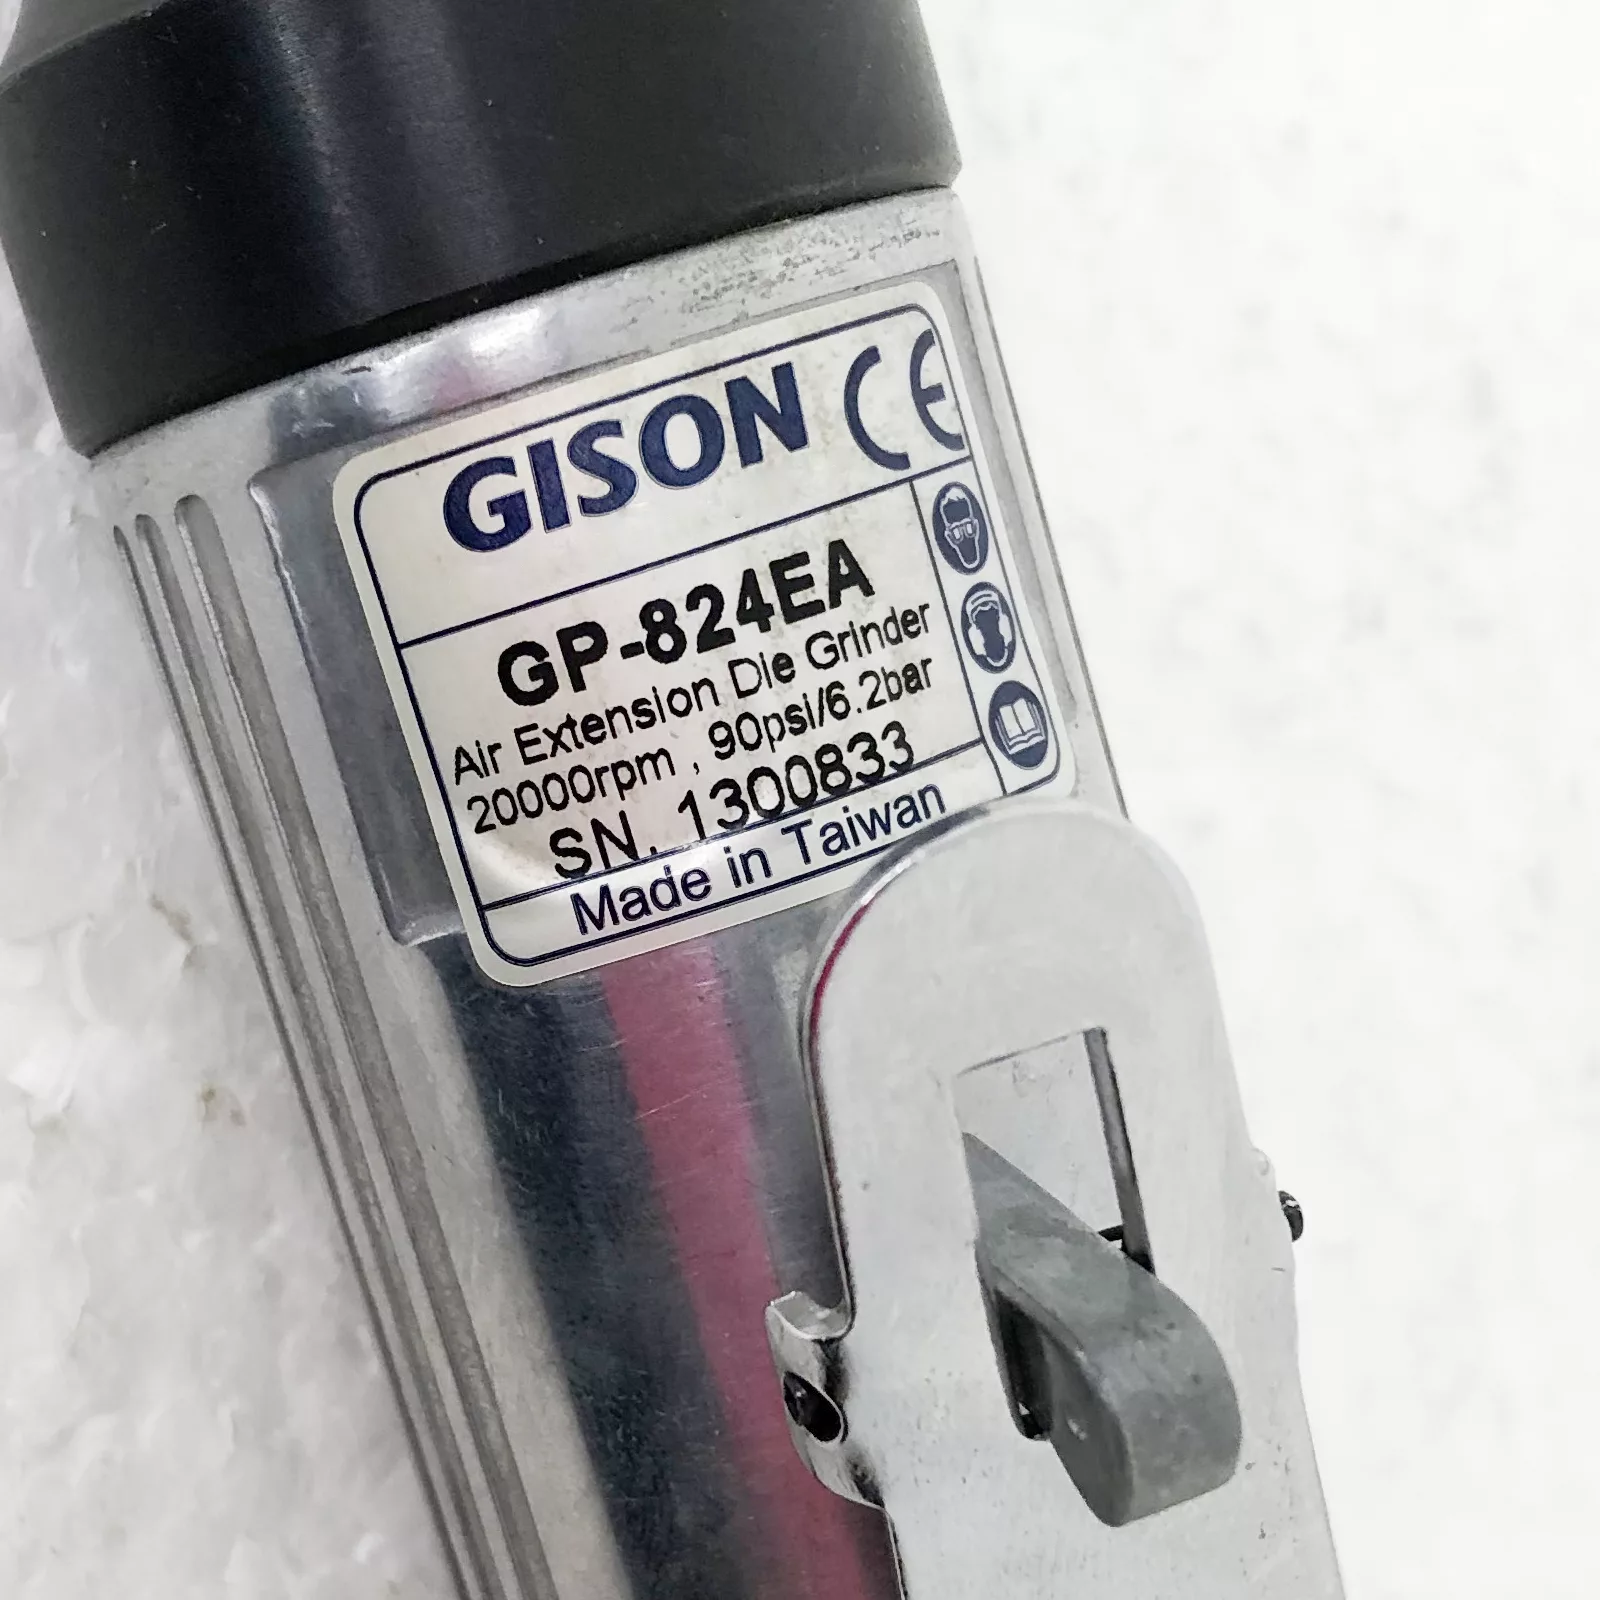 GISON CE
GP-824EA
Air Extension Die Grinder
20000rpm , 90psi/6.2bar
SN. 1300833
Made in Taiwan